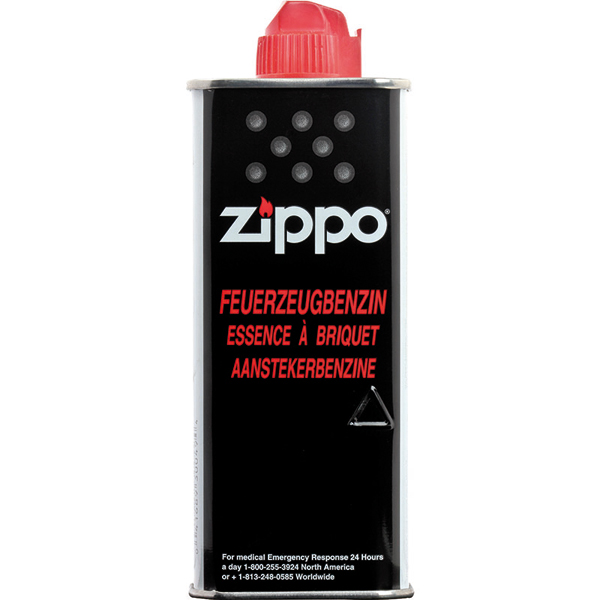 zippo®
FEUERZEUGBENZIN
ESSENCE À BRIQUET
AANSTEKERBENZINE
For medical Emergency Response 24 Hours
a day 1-800-255-3924 North America
or + 1-813-248-0585 Worldwide